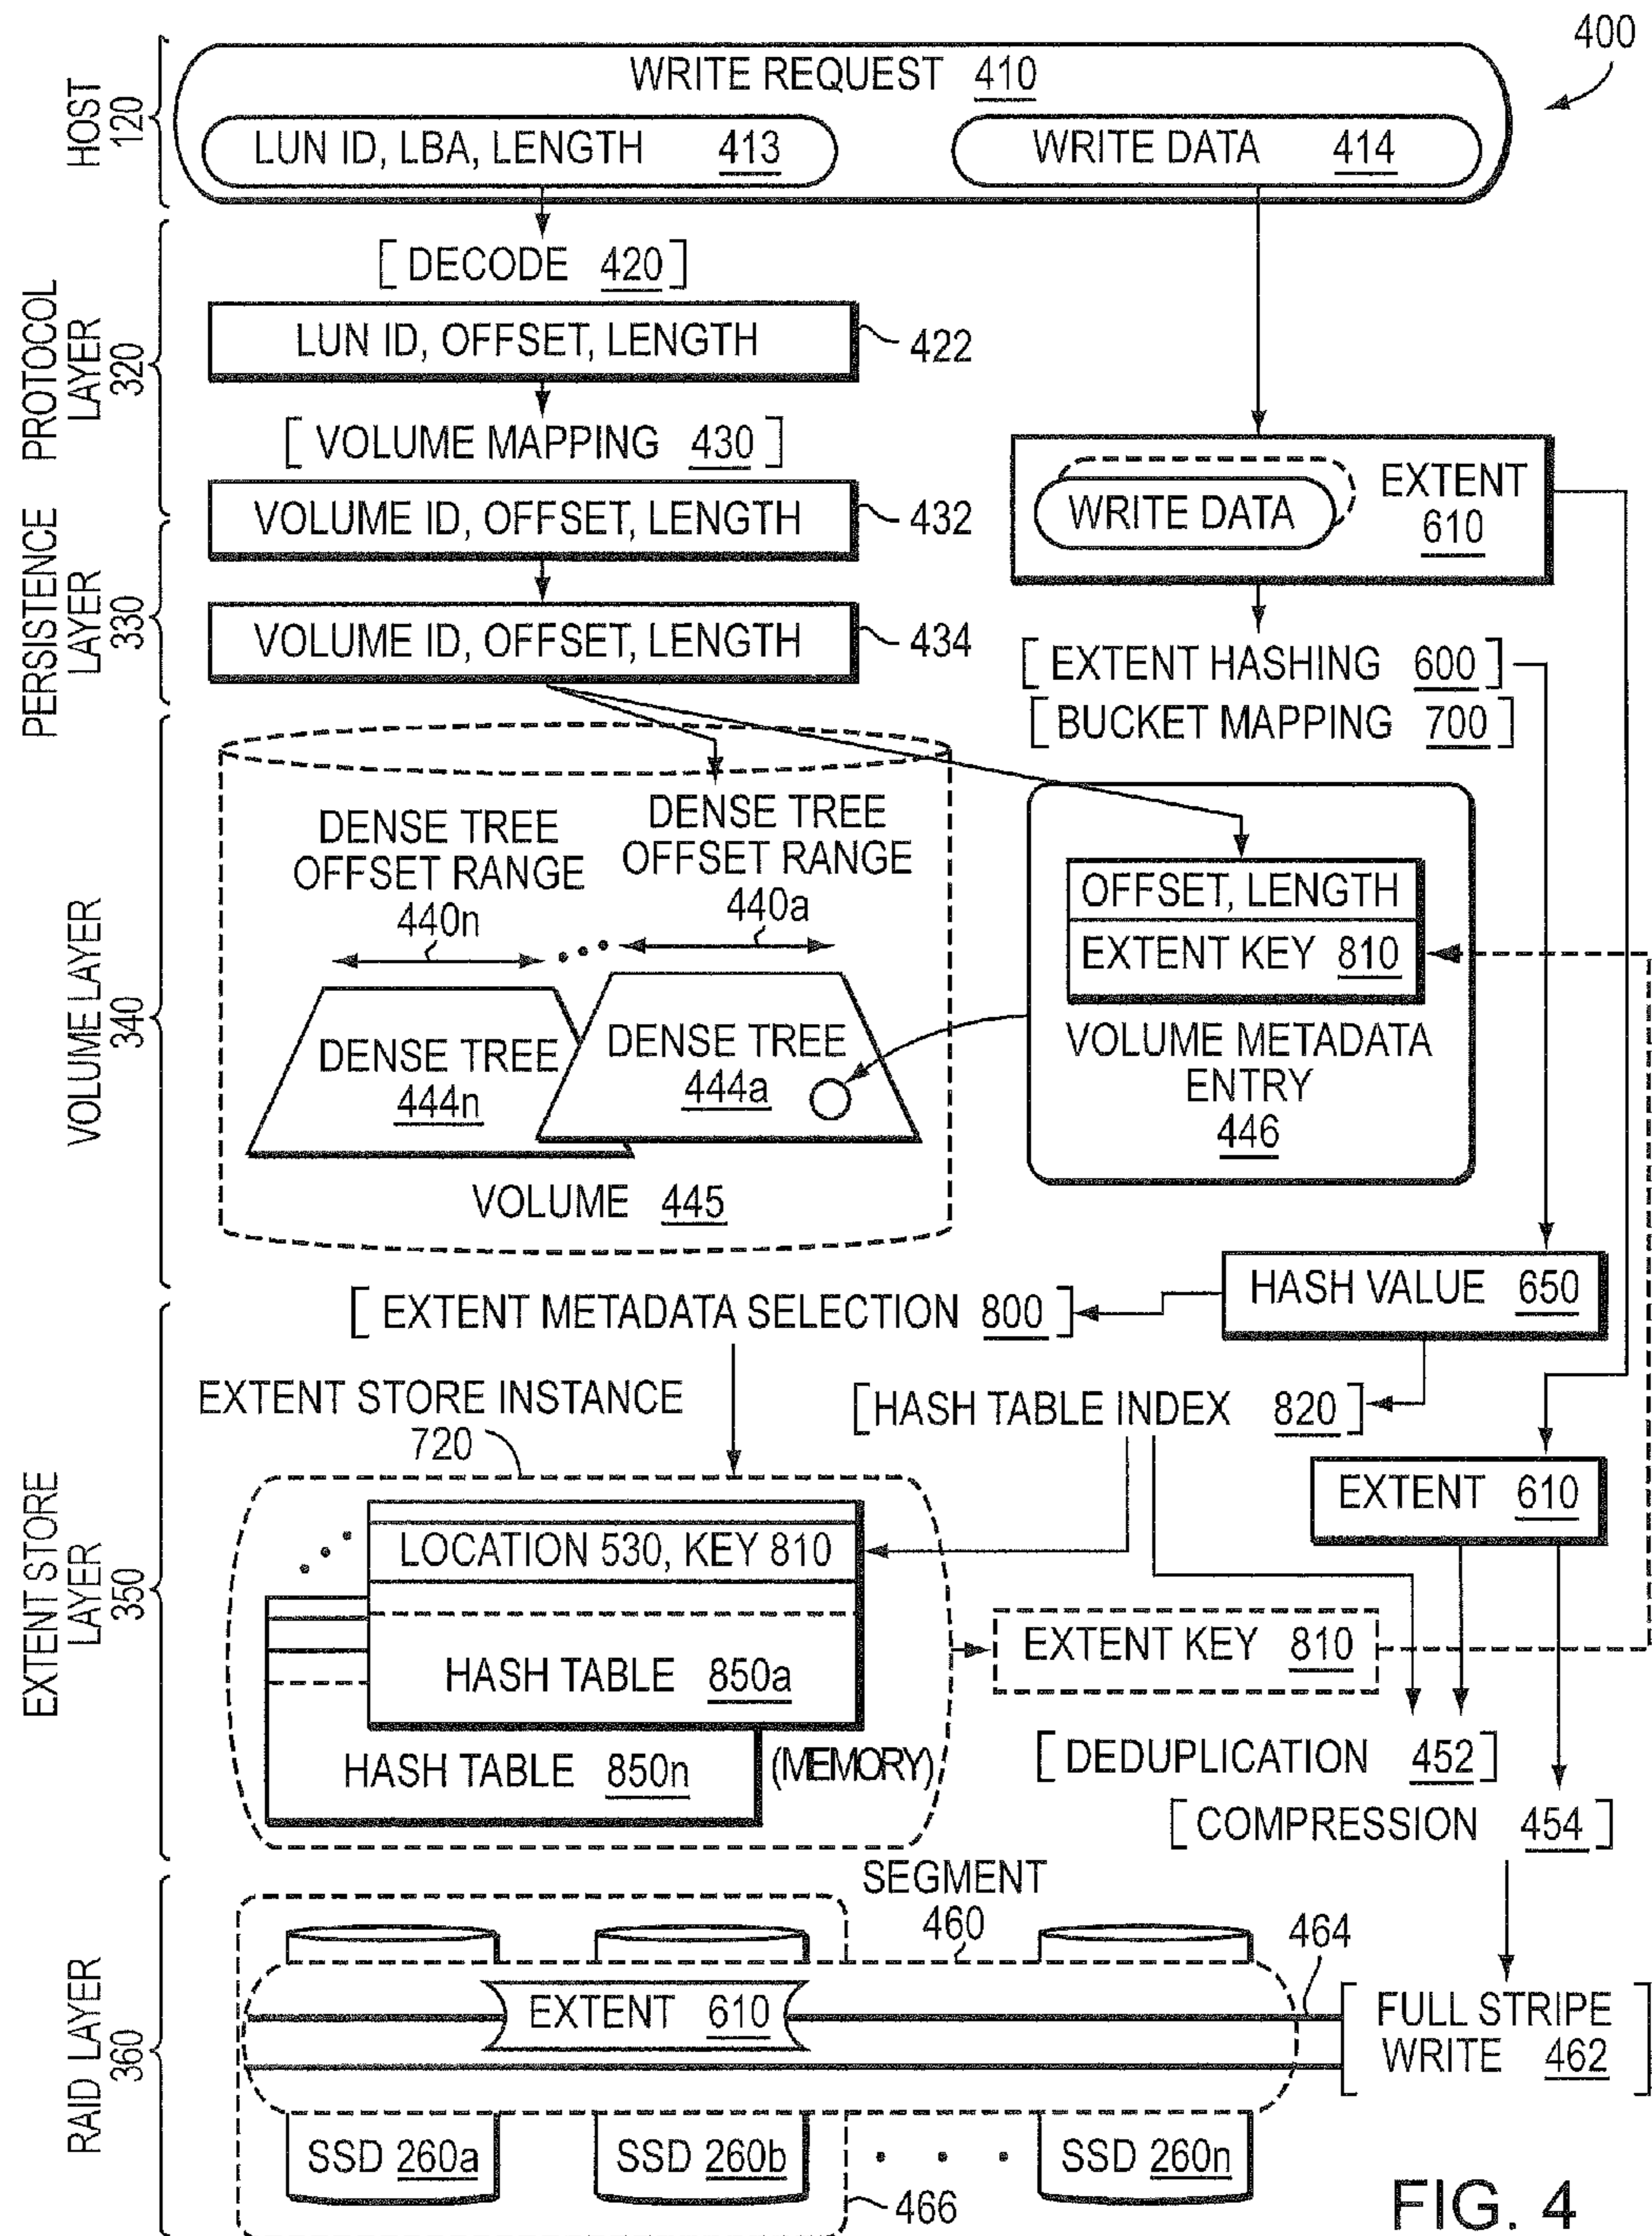 400
HOST
120
WRITE REQUEST 410
LUN ID, LBA, LENGTH 413
WRITE DATA 414
PROTOCOL
LAYER
320
[DECODE 420]
LUN ID, OFFSET, LENGTH
422
[VOLUME MAPPING 430]
VOLUME ID, OFFSET, LENGTH
432
WRITE DATA
EXTENT
610
PERSISTENCE
LAYER
330
VOLUME ID, OFFSET, LENGTH
434
[EXTENT HASHING 600]
[BUCKET MAPPING 700]
VOLUME LAYER
340
DENSE TREE
OFFSET RANGE
440n
DENSE TREE
OFFSET RANGE
440a
DENSE TREE
444n
DENSE TREE
444a
VOLUME 445
OFFSET, LENGTH
EXTENT KEY 810
VOLUME METADATA
ENTRY
446
HASH VALUE 650
EXTENT STORE
LAYER
350
[EXTENT METADATA SELECTION 800]
EXTENT STORE INSTANCE
720
[HASH TABLE INDEX 820]
EXTENT 610
LOCATION 530, KEY 810
HASH TABLE 850a
HASH TABLE 850n
(MEMORY)
EXTENT KEY 810
[DEDUPLICATION 452]
[COMPRESSION 454]
RAID LAYER
360
SEGMENT
460
464
EXTENT 610
[FULL STRIPE
WRITE 462]
SSD 260a
SSD 260b
SSD 260n
466
FIG. 4